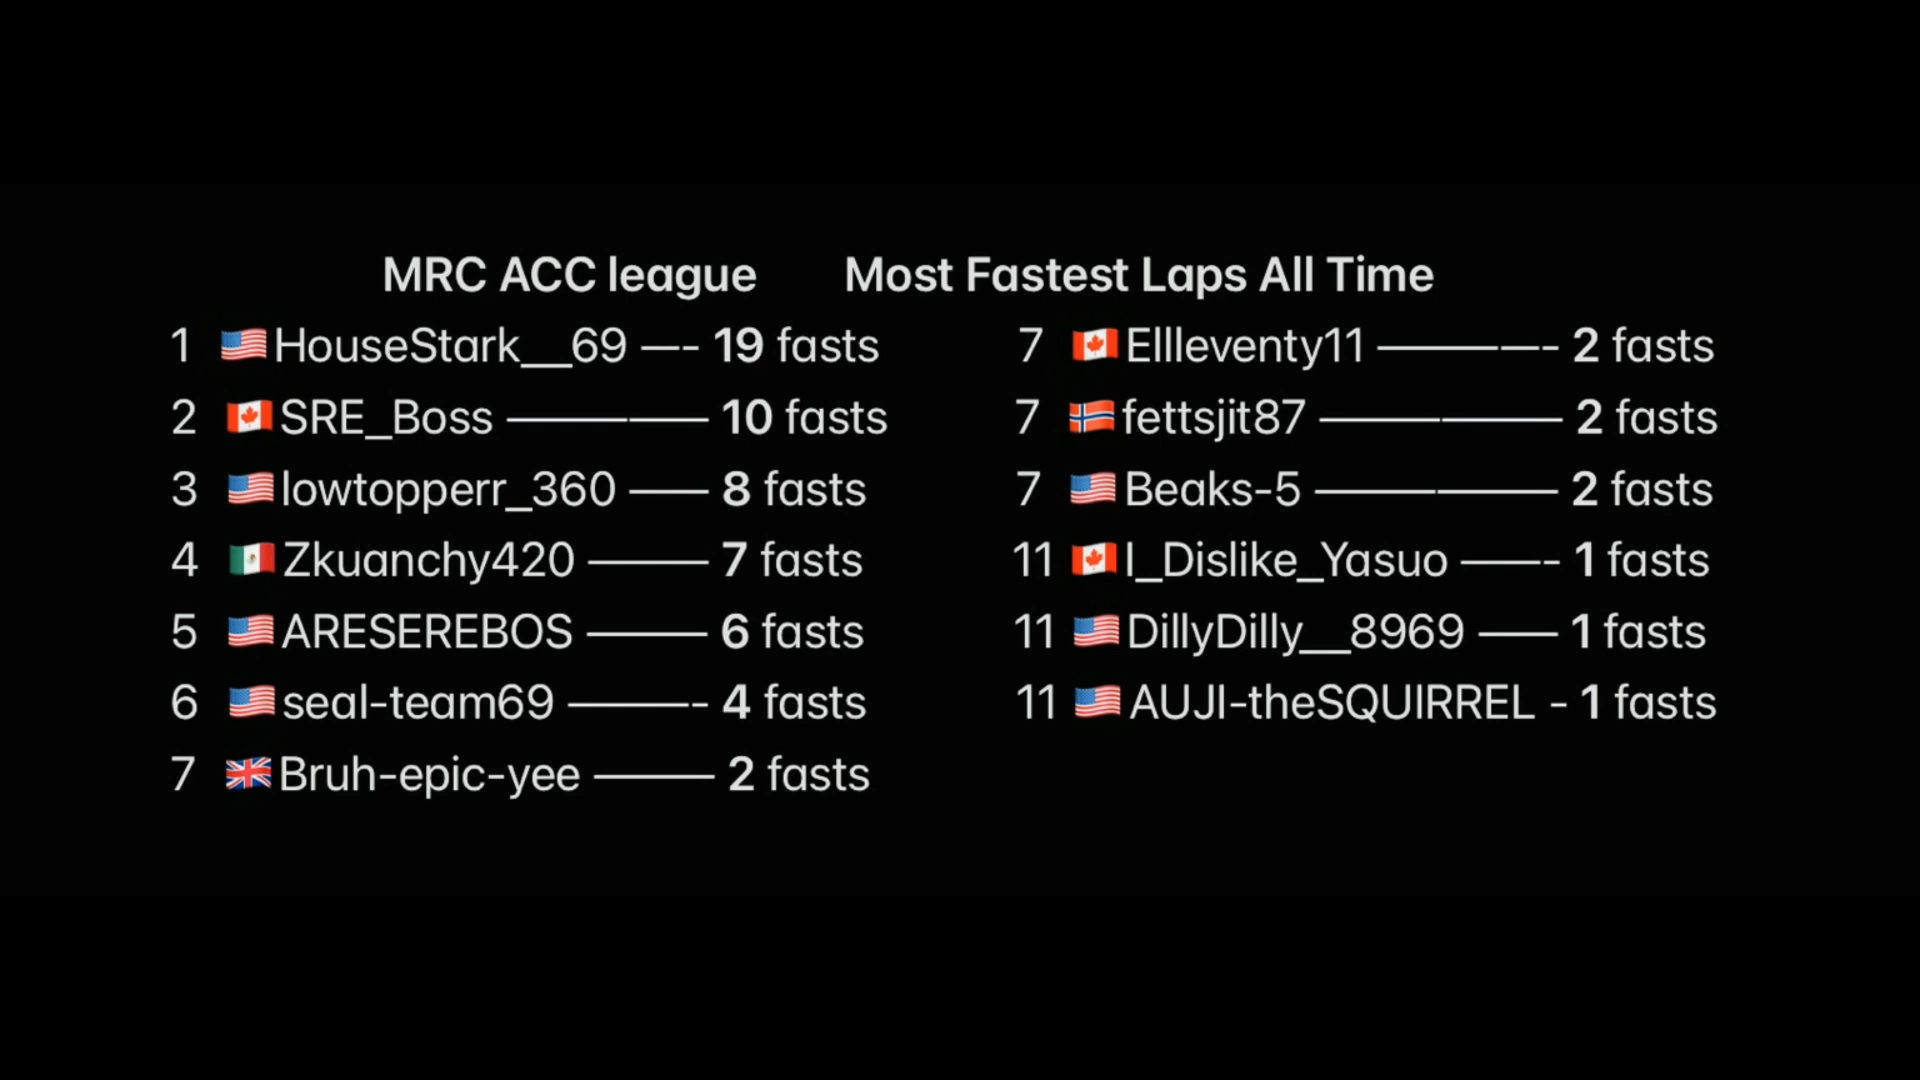 MRC ACC league Most Fastest Laps All Time
1 🇺🇸HouseStark__69 —-- 19 fasts
2 🇨🇦SRE_Boss ————— 10 fasts
3 🇺🇸lowtopperr_360 —— 8 fasts
4 🇲🇽Zkuanchy420 ——— 7 fasts
5 🇺🇸ARESEREBOS ——— 6 fasts
6 🇺🇸seal-team69 ———- 4 fasts
7 🇬🇧Bruh-epic-yee ——— 2 fasts
7 🇨🇦Ellleventy11 ————-- 2 fasts
7 🇳🇴fettsjit87 —————— 2 fasts
7 🇺🇸Beaks-5 —————— 2 fasts
11 🇨🇦I_Dislike_Yasuo ——-- 1 fasts
11 🇺🇸DillyDilly__8969 —— 1 fasts
11 🇺🇸AUJI-theSQUIRREL - 1 fasts